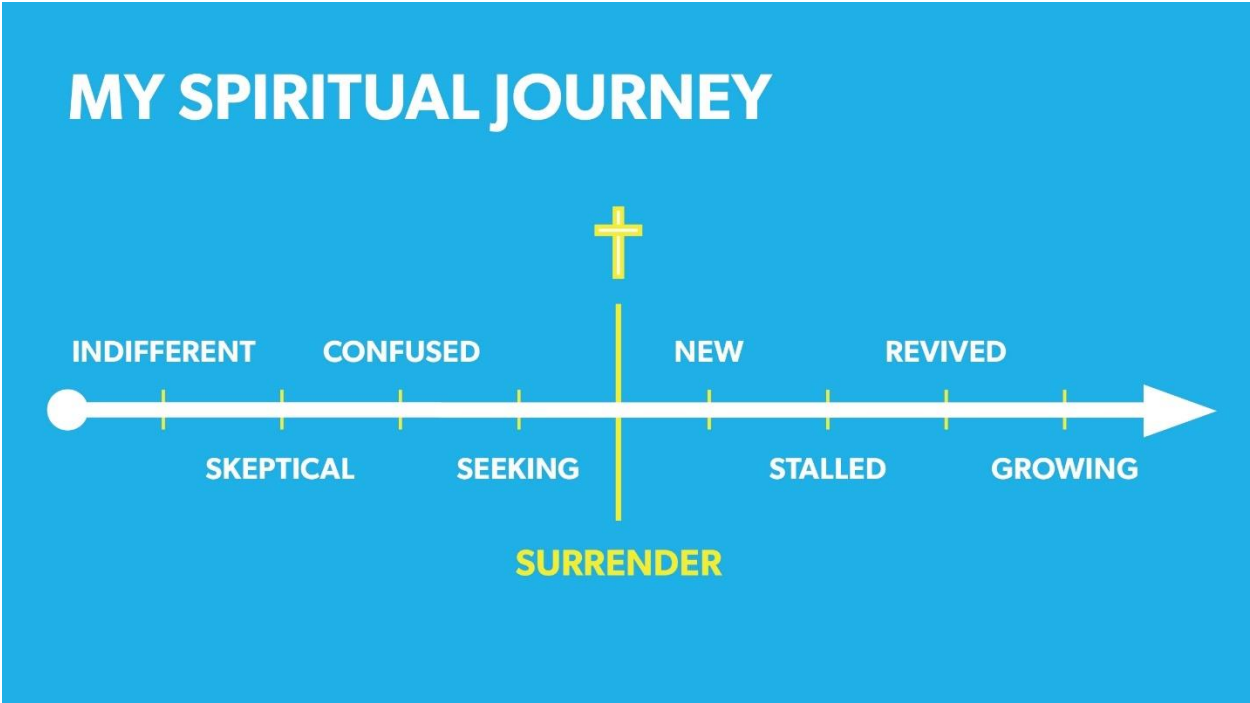 MY SPIRITUAL JOURNEY
INDIFFERENT CONFUSED NEW REVIVED
SKEPTICAL SEEKING STALLED GROWING
SURRENDER